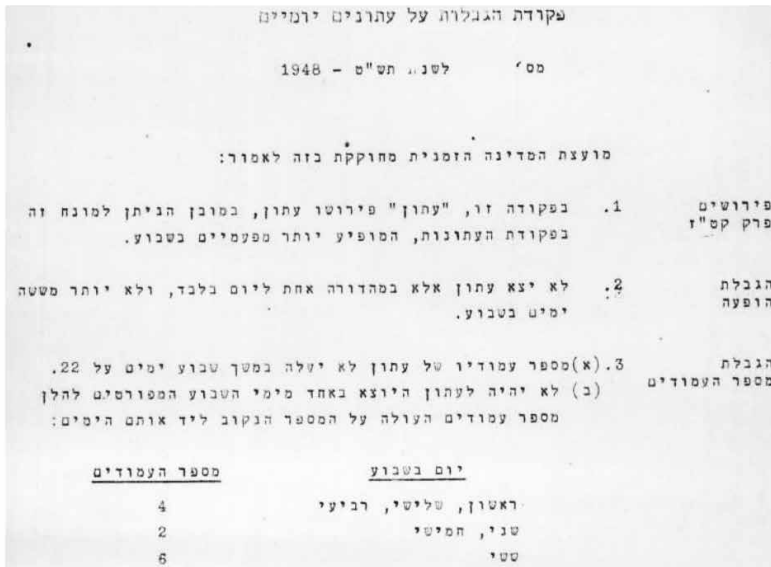 פקודת הגבלות על עתונים יומיים
מס' לשנת תש"ט - 1948
מועצת המדינה הזמנית מחוקקת בזה לאמור:
פירושים 1. בפקודה זו, "עתון" פירושו עתון, במובן הניתן למונח זה
פרק קט"ז בפקודת העתונות, המופיע יותר מפעמיים בשבוע.
הגבלת 2. לא יצא עתון אלא במהדורה אחת ליום בלבד, ולא יותר מששה
הופעה ימים בשבוע.
הגבלת 3.(א)מספר עמודיו של עתון לא יעלה במשך שבוע ימים על 22.
מספר העמודים (ב) לא יהיה לעתון היוצא באחד מימי השבוע המפורטים להלן
מספר עמודים העולה על המספר הנקוב ליד אותם הימים:
יום בשבוע מספר העמודים
ראשון, שלישי, רביעי 4
שני, חמישי 2
ששי 6